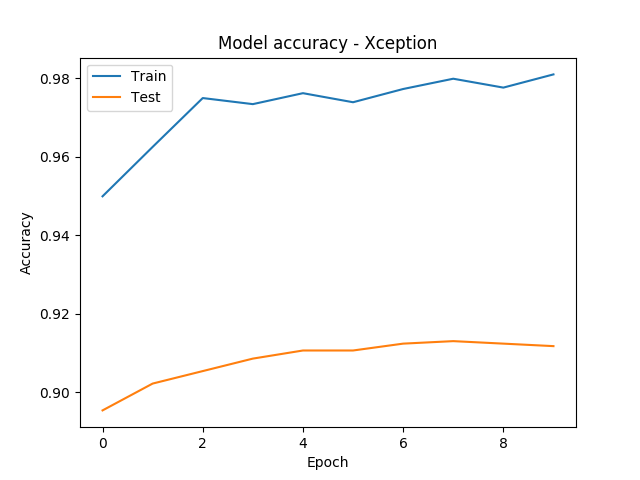 Model accuracy - Xception
Train
Test
0.98
0.96
0.94
0.92
0.90
Accuracy
0 2 4 6 8
Epoch